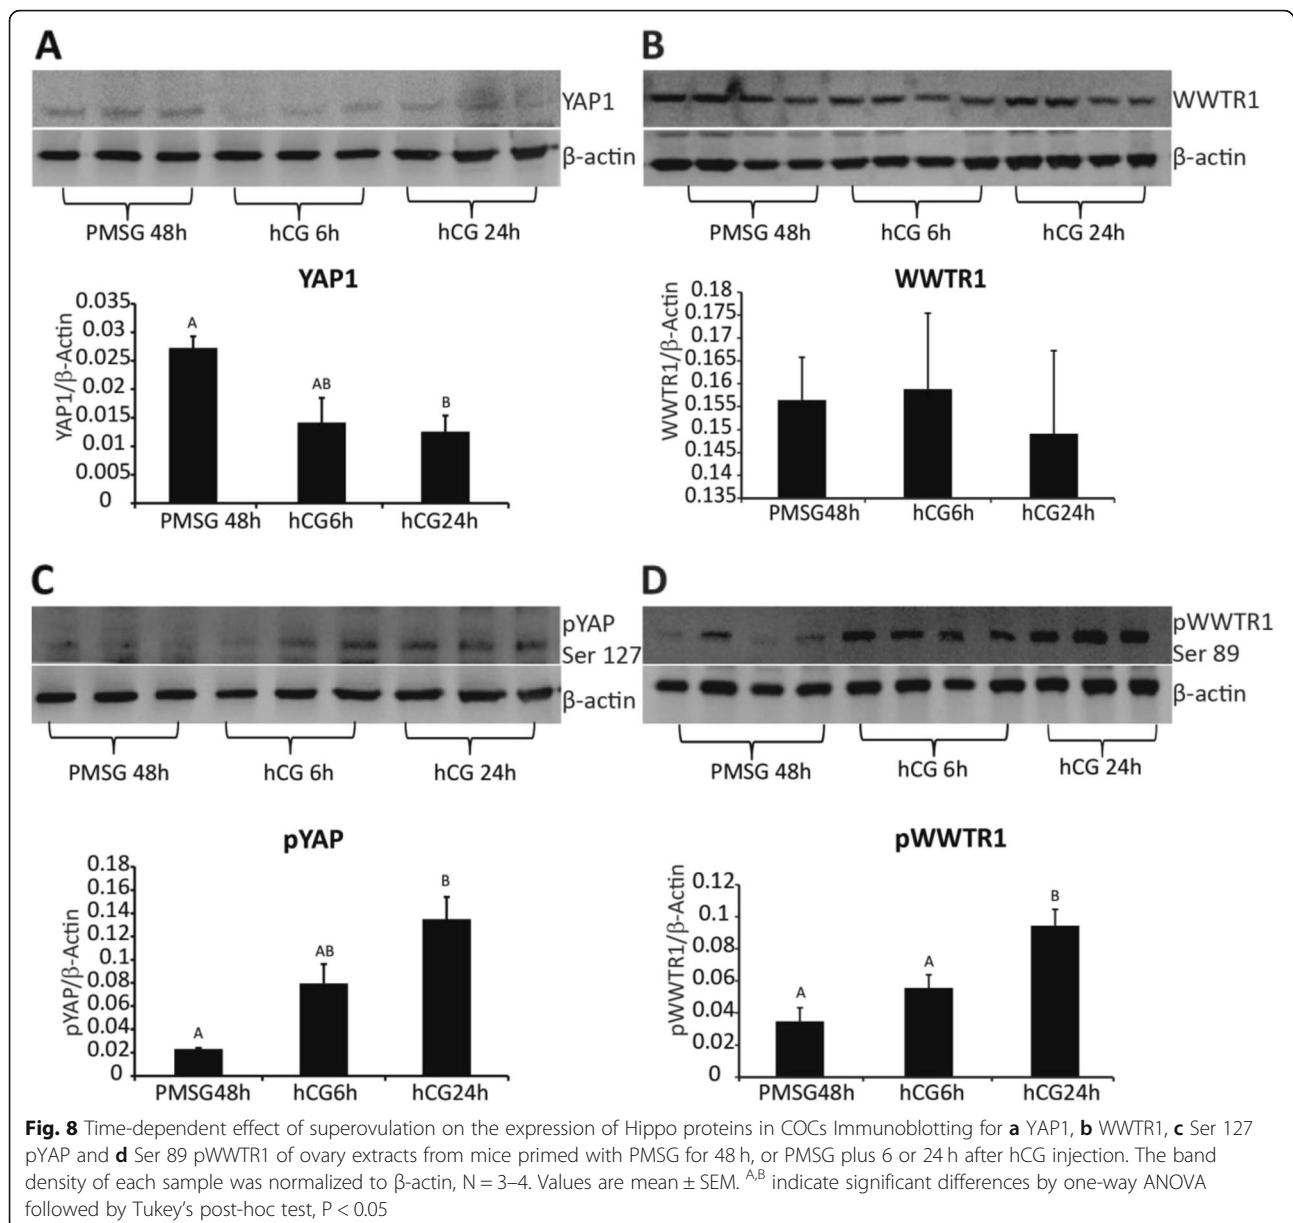 A
YAP1
β-actin
PMSG 48h hCG 6h hCG 24h
YAP1
YAP1/β-Actin
0.035
0.03
0.025
0.02
0.015
0.01
0.005
0
A
AB
B
PMSG 48h hCG6h hCG24h
B
WWTR1
β-actin
PMSG 48h hCG 6h hCG 24h
WWTR1
WWTR1/β-Actin
0.18
0.175
0.17
0.165
0.16
0.155
0.15
0.145
0.14
0.135
PMSG48h hCG6h hCG24h
C
pYAP
Ser 127
β-actin
PMSG 48h hCG 6h hCG 24h
pYAP
pYAP/β-Actin
0.18
0.16
0.14
0.12
0.1
0.08
0.06
0.04
0.02
0
A
AB
B
PMSG48h hCG6h hCG24h
D
pWWTR1
Ser 89
β-actin
PMSG 48h hCG 6h hCG 24h
pWWTR1
pWWTR1/β-Actin
0.12
0.1
0.08
0.06
0.04
0.02
0
A
A
B
PMSG48h hCG6h hCG24h
Fig. 8 Time-dependent effect of superovulation on the expression of Hippo proteins in COCs Immunoblotting for a YAP1, b WWTR1, c Ser 127
pYAP and d Ser 89 pWWTR1 of ovary extracts from mice primed with PMSG for 48 h, or PMSG plus 6 or 24 h after hCG injection. The band
density of each sample was normalized to β-actin, N = 3–4. Values are mean ± SEM. A,B indicate significant differences by one-way ANOVA
followed by Tukey's post-hoc test, P < 0.05